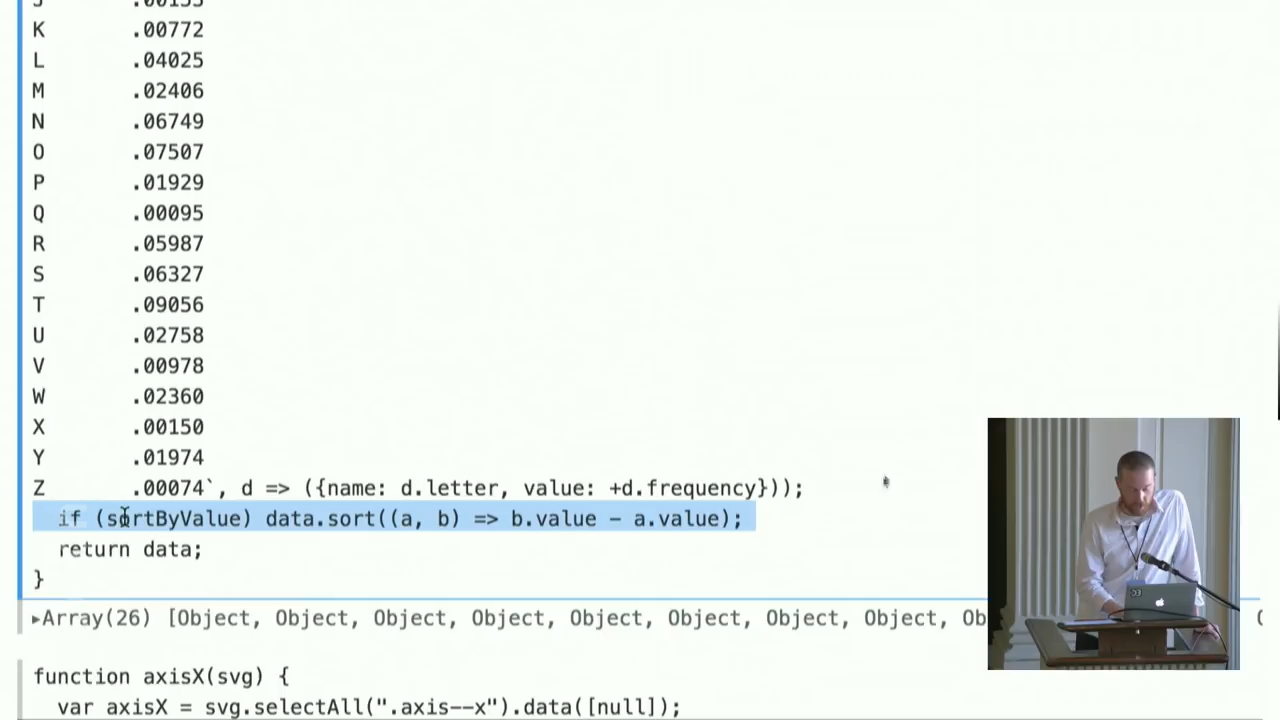 J .00153
K .00772
L .04025
M .02406
N .06749
O .07507
P .01929
Q .00095
R .05987
S .06327
T .09056
U .02758
V .00978
W .02360
X .00150
Y .01974
Z .00074`, d => ({name: d.letter, value: +d.frequency}));
if (sortByValue) data.sort((a, b) => b.value - a.value);
return data;
}
▸Array(26) [Object, Object, Object, Object, Object, Object, Object, Object, Ob
function axisX(svg) {
var axisX = svg.selectAll(".axis--x").data([null]);